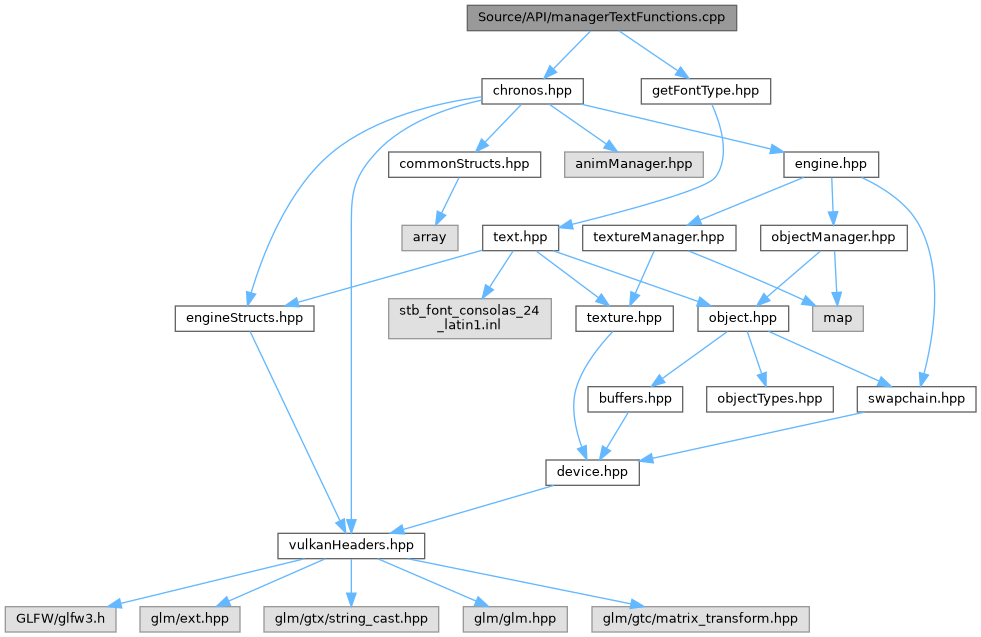 Source/API/managerTextFunctions.cpp
chronos.hpp
getFontType.hpp
commonStructs.hpp
animManager.hpp
engine.hpp
array
text.hpp
textureManager.hpp
objectManager.hpp
engineStructs.hpp
stb_font_consolas_24
_latin1.inl
texture.hpp
object.hpp
map
buffers.hpp
objectTypes.hpp
swapchain.hpp
device.hpp
vulkanHeaders.hpp
GLFW/glfw3.h
glm/ext.hpp
glm/gtx/string_cast.hpp
glm/glm.hpp
glm/gtc/matrix_transform.hpp